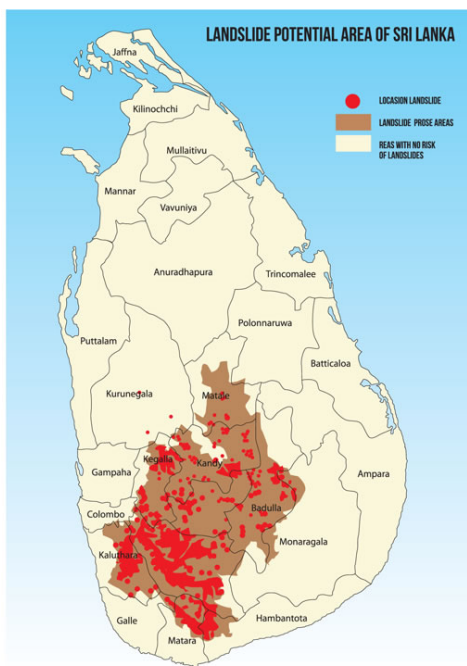 LANDSLIDE POTENTIAL AREA OF SRI LANKA
Jaffna
LOCASION LANDSLIDE
Kilinochchi
LANDSLIDE PROSE AREAS
REAS WITH NO RISK
OF LANDSLIDES
Mullaitivu
Mannar
Vavuniya
Anuradhapura
Trincomalee
Polonnaruwa
Puttalam
Batticaloa
Kurunegala
Matale
Kegalla
Kandy
Gampaha
Ampara
Colombo
Badulla
Monaragala
Kaluthara
Galle
Hambantota
Matara